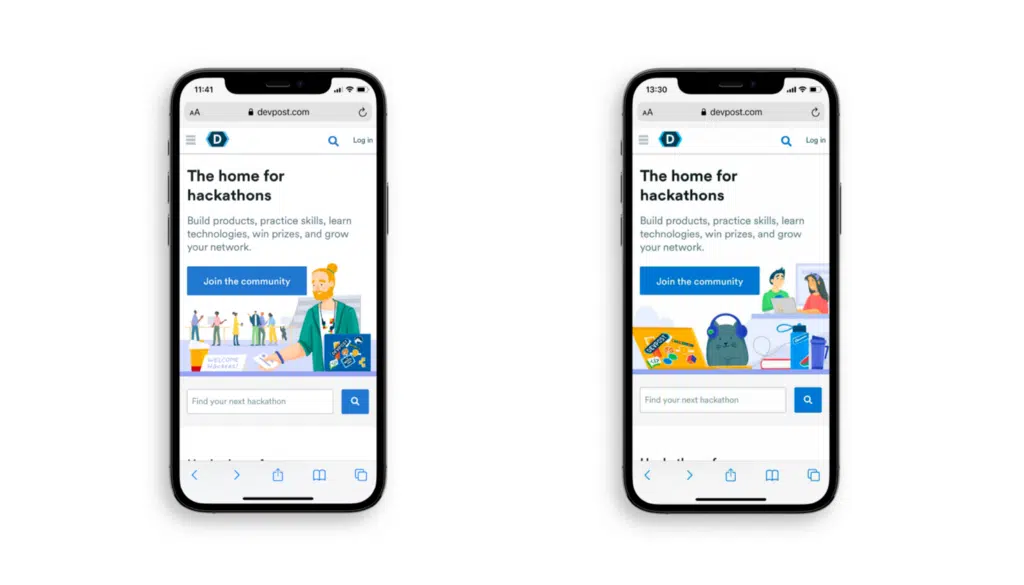 11:41
AA devpost.com
D Log in
The home for
hackathons
Build products, practice skills, learn
technologies, win prizes, and grow
your network.
Join the community
WELCOME
HACKERS!
Find your next hackathon
13:30
AA devpost.com
D Log in
The home for
hackathons
Build products, practice skills, learn
technologies, win prizes, and grow
your network.
Join the community
DEVPOST
Find your next hackathon